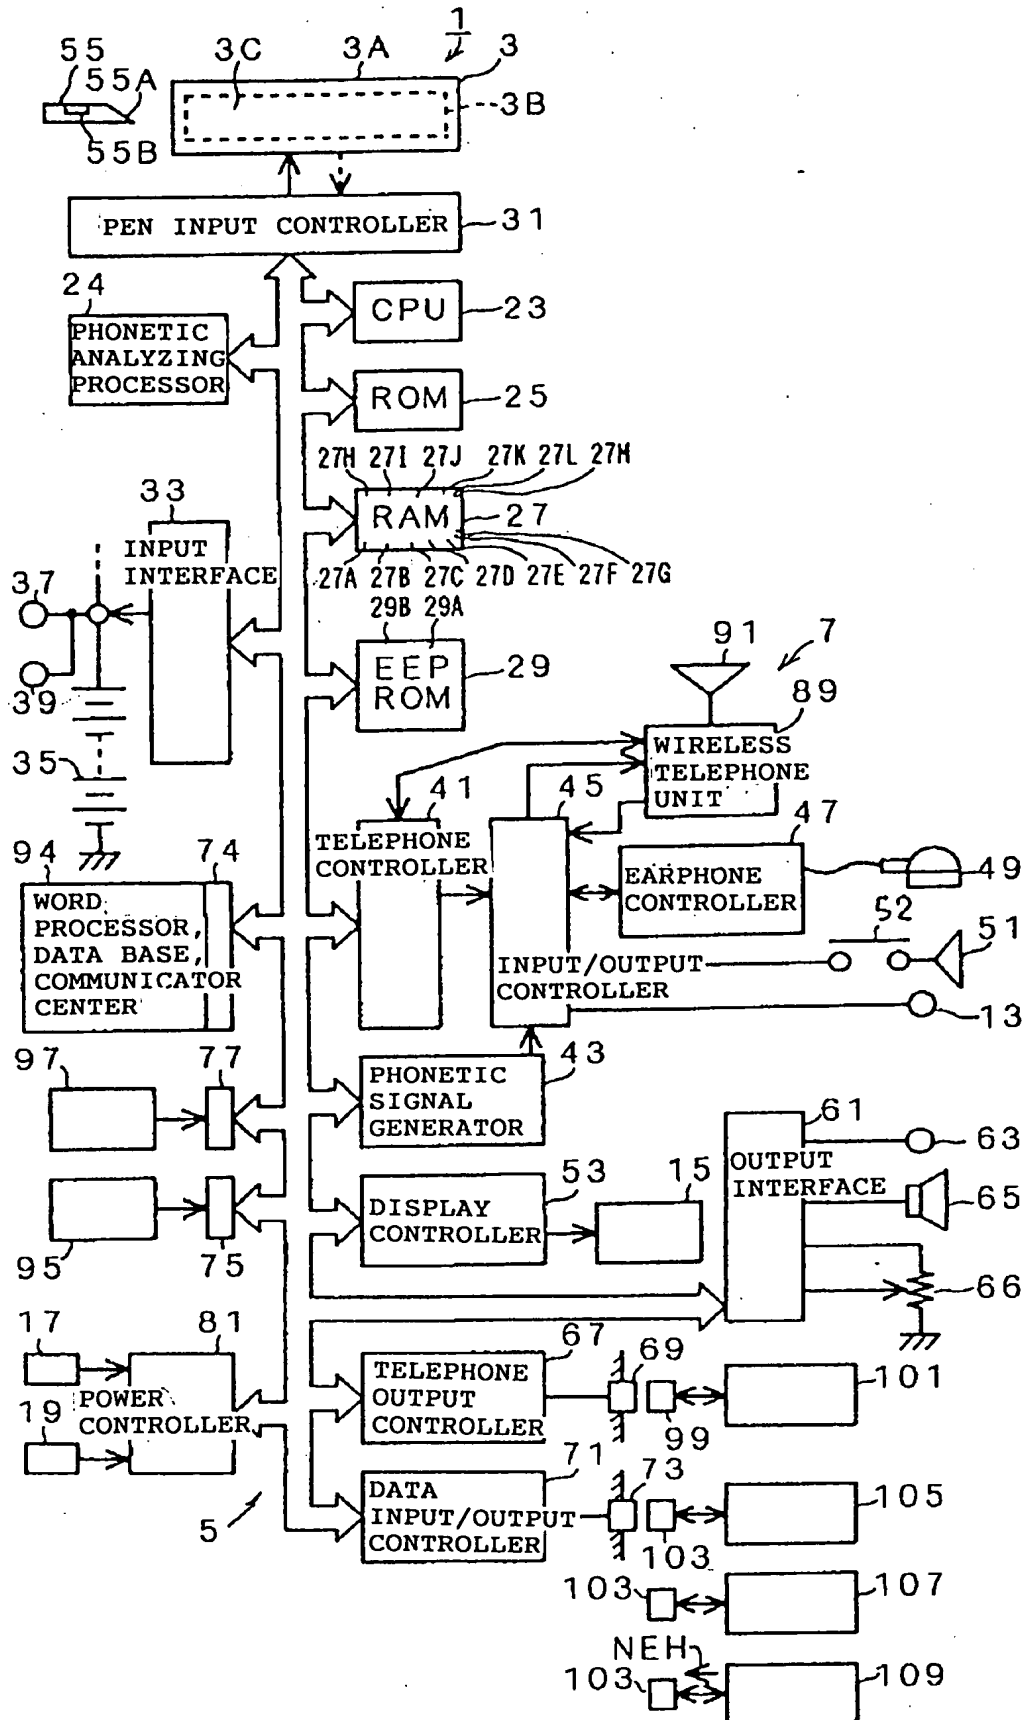 1
55
3C
3A
3
55A
3B
55B
PEN INPUT CONTROLLER
31
24
CPU
23
PHONETIC
ANALYZING
PROCESSOR
ROM
25
27H 27I 27J 27K 27L 27M
RAM
27
27A 27B 27C 27D 27E 27F 27G
33
INPUT
INTERFACE
37
39
35
29B 29A
EEP
ROM
29
91
7
89
WIRELESS
TELEPHONE
UNIT
41
45
47
TELEPHONE
CONTROLLER
EARPHONE
CONTROLLER
49
94
74
WORD
PROCESSOR,
DATA BASE,
COMMUNICATOR
CENTER
52
51
INPUT/OUTPUT
CONTROLLER
13
97
77
43
PHONETIC
SIGNAL
GENERATOR
61
63
OUTPUT
INTERFACE
65
66
95
75
53
15
DISPLAY
CONTROLLER
17
81
19
POWER
CONTROLLER
67
TELEPHONE
OUTPUT
CONTROLLER
69
99
101
5
71
DATA
INPUT/OUTPUT
CONTROLLER
73
103
105
103
107
NEH
103
109